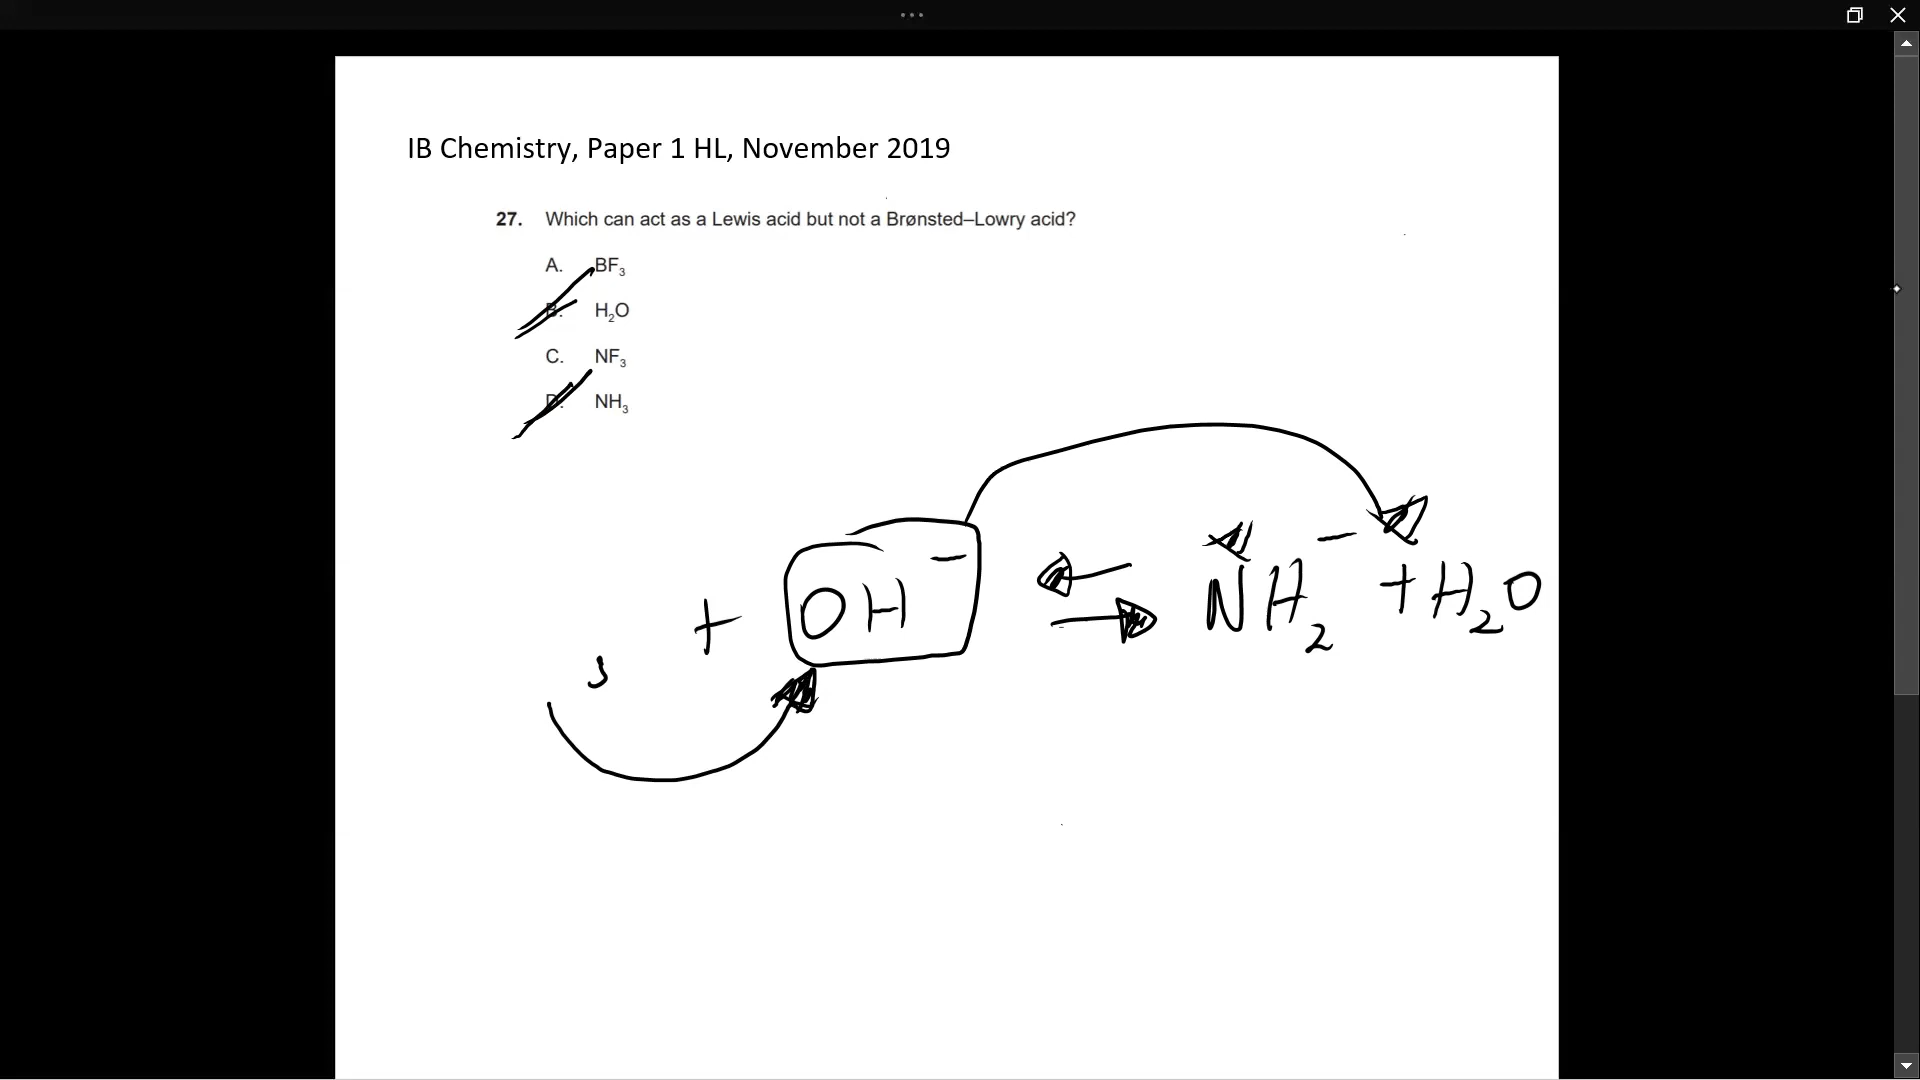 IB Chemistry, Paper 1 HL, November 2019
27. Which can act as a Lewis acid but not a Brønsted–Lowry acid?
A. BF₃
B. H₂O
C. NF₃
D. NH₃
₃ + OH⁻ ⇌ NH₂⁻ + H₂O